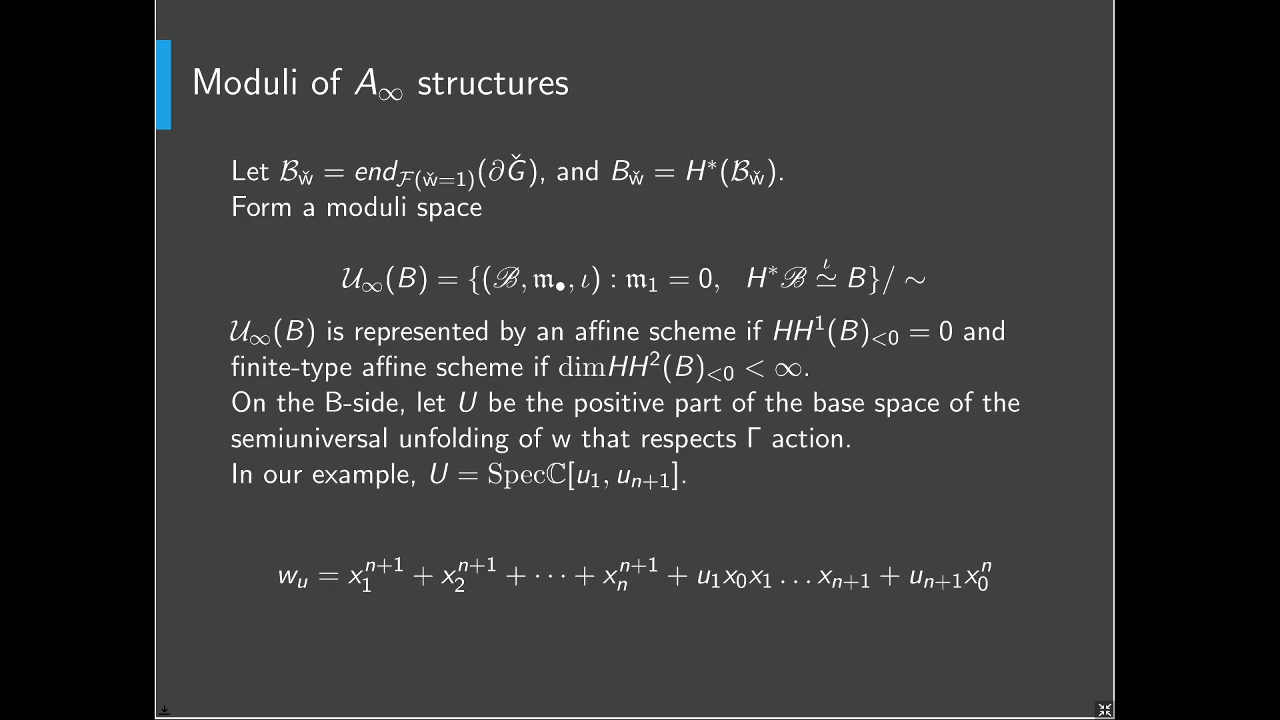 Moduli of A∞ structures
Let ℬ_w̌ = end_{ℱ(w̌=1)}(∂Ǧ), and B_w̌ = H*(ℬ_w̌).
Form a moduli space
𝒰∞(B) = {(ℬ, 𝔪•, ι) : 𝔪₁ = 0, H*ℬ ≃^ι B}/ ∼
𝒰∞(B) is represented by an affine scheme if HH¹(B)<0 = 0 and
finite-type affine scheme if dimHH²(B)<0 < ∞.
On the B-side, let U be the positive part of the base space of the
semiuniversal unfolding of w that respects Γ action.
In our example, U = Specℂ[u₁, uₙ₊₁].
w_u = x₁ⁿ⁺¹ + x₂ⁿ⁺¹ + ⋯ + xₙⁿ⁺¹ + u₁x₀x₁ … xₙ₊₁ + uₙ₊₁x₀ⁿ